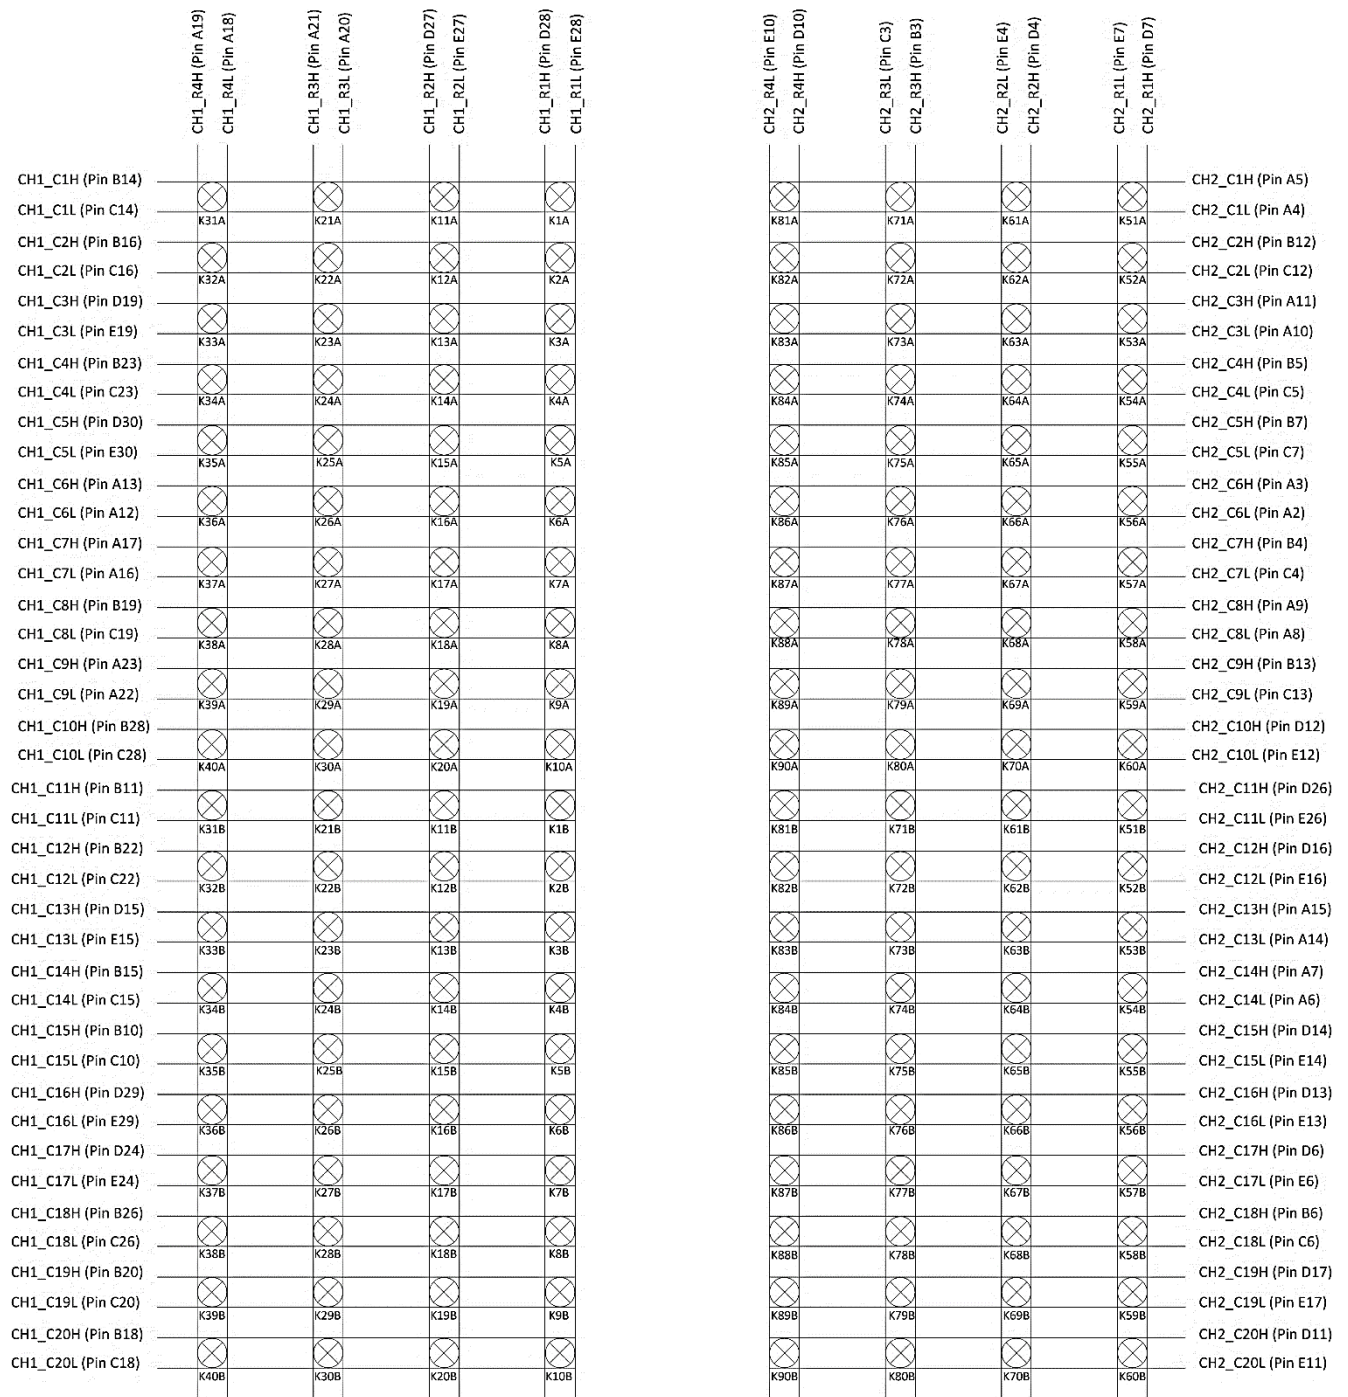 CH1_R4H (Pin A19)
CH1_R4L (Pin A18)
CH1_R3H (Pin A21)
CH1_R3L (Pin A20)
CH1_R2H (Pin D27)
CH1_R2L (Pin E27)
CH1_R1H (Pin D28)
CH1_R1L (Pin E28)
CH2_R4L (Pin E10)
CH2_R4H (Pin D10)
CH2_R3L (Pin C3)
CH2_R3H (Pin B3)
CH2_R2L (Pin E4)
CH2_R2H (Pin D4)
CH2_R1L (Pin E7)
CH2_R1H (Pin D7)
CH1_C1H (Pin B14) CH2_C1H (Pin A5)
CH1_C1L (Pin C14) CH2_C1L (Pin A4)
K31A K21A K11A K1A K81A K71A K61A K51A
CH1_C2H (Pin B16) CH2_C2H (Pin B12)
CH1_C2L (Pin C16) CH2_C2L (Pin C12)
K32A K22A K12A K2A K82A K72A K62A K52A
CH1_C3H (Pin D19) CH2_C3H (Pin A11)
CH1_C3L (Pin E19) CH2_C3L (Pin A10)
K33A K23A K13A K3A K83A K73A K63A K53A
CH1_C4H (Pin B23) CH2_C4H (Pin B5)
CH1_C4L (Pin C23) CH2_C4L (Pin C5)
K34A K24A K14A K4A K84A K74A K64A K54A
CH1_C5H (Pin D30) CH2_C5H (Pin B7)
CH1_C5L (Pin E30) CH2_C5L (Pin C7)
K35A K25A K15A K5A K85A K75A K65A K55A
CH1_C6H (Pin A13) CH2_C6H (Pin A3)
CH1_C6L (Pin A12) CH2_C6L (Pin A2)
K36A K26A K16A K6A K86A K76A K66A K56A
CH1_C7H (Pin A17) CH2_C7H (Pin B4)
CH1_C7L (Pin A16) CH2_C7L (Pin C4)
K37A K27A K17A K7A K87A K77A K67A K57A
CH1_C8H (Pin B19) CH2_C8H (Pin A9)
CH1_C8L (Pin C19) CH2_C8L (Pin A8)
K38A K28A K18A K8A K88A K78A K68A K58A
CH1_C9H (Pin A23) CH2_C9H (Pin B13)
CH1_C9L (Pin A22) CH2_C9L (Pin C13)
K39A K29A K19A K9A K89A K79A K69A K59A
CH1_C10H (Pin B28) CH2_C10H (Pin D12)
CH1_C10L (Pin C28) CH2_C10L (Pin E12)
K40A K30A K20A K10A K90A K80A K70A K60A
CH1_C11H (Pin B11) CH2_C11H (Pin D26)
CH1_C11L (Pin C11) CH2_C11L (Pin E26)
K31B K21B K11B K1B K81B K71B K61B K51B
CH1_C12H (Pin B22) CH2_C12H (Pin D16)
CH1_C12L (Pin C22) CH2_C12L (Pin E16)
K32B K22B K12B K2B K82B K72B K62B K52B
CH1_C13H (Pin D15) CH2_C13H (Pin A15)
CH1_C13L (Pin E15) CH2_C13L (Pin A14)
K33B K23B K13B K3B K83B K73B K63B K53B
CH1_C14H (Pin B15) CH2_C14H (Pin A7)
CH1_C14L (Pin C15) CH2_C14L (Pin A6)
K34B K24B K14B K4B K84B K74B K64B K54B
CH1_C15H (Pin B10) CH2_C15H (Pin D14)
CH1_C15L (Pin C10) CH2_C15L (Pin E14)
K35B K25B K15B K5B K85B K75B K65B K55B
CH1_C16H (Pin D29) CH2_C16H (Pin D13)
CH1_C16L (Pin E29) CH2_C16L (Pin E13)
K36B K26B K16B K6B K86B K76B K66B K56B
CH1_C17H (Pin D24) CH2_C17H (Pin D6)
CH1_C17L (Pin E24) CH2_C17L (Pin E6)
K37B K27B K17B K7B K87B K77B K67B K57B
CH1_C18H (Pin B26) CH2_C18H (Pin B6)
CH1_C18L (Pin C26) CH2_C18L (Pin C6)
K38B K28B K18B K8B K88B K78B K68B K58B
CH1_C19H (Pin B20) CH2_C19H (Pin D17)
CH1_C19L (Pin C20) CH2_C19L (Pin E17)
K39B K29B K19B K9B K89B K79B K69B K59B
CH1_C20H (Pin B18) CH2_C20H (Pin D11)
CH1_C20L (Pin C18) CH2_C20L (Pin E11)
K40B K30B K20B K10B K90B K80B K70B K60B